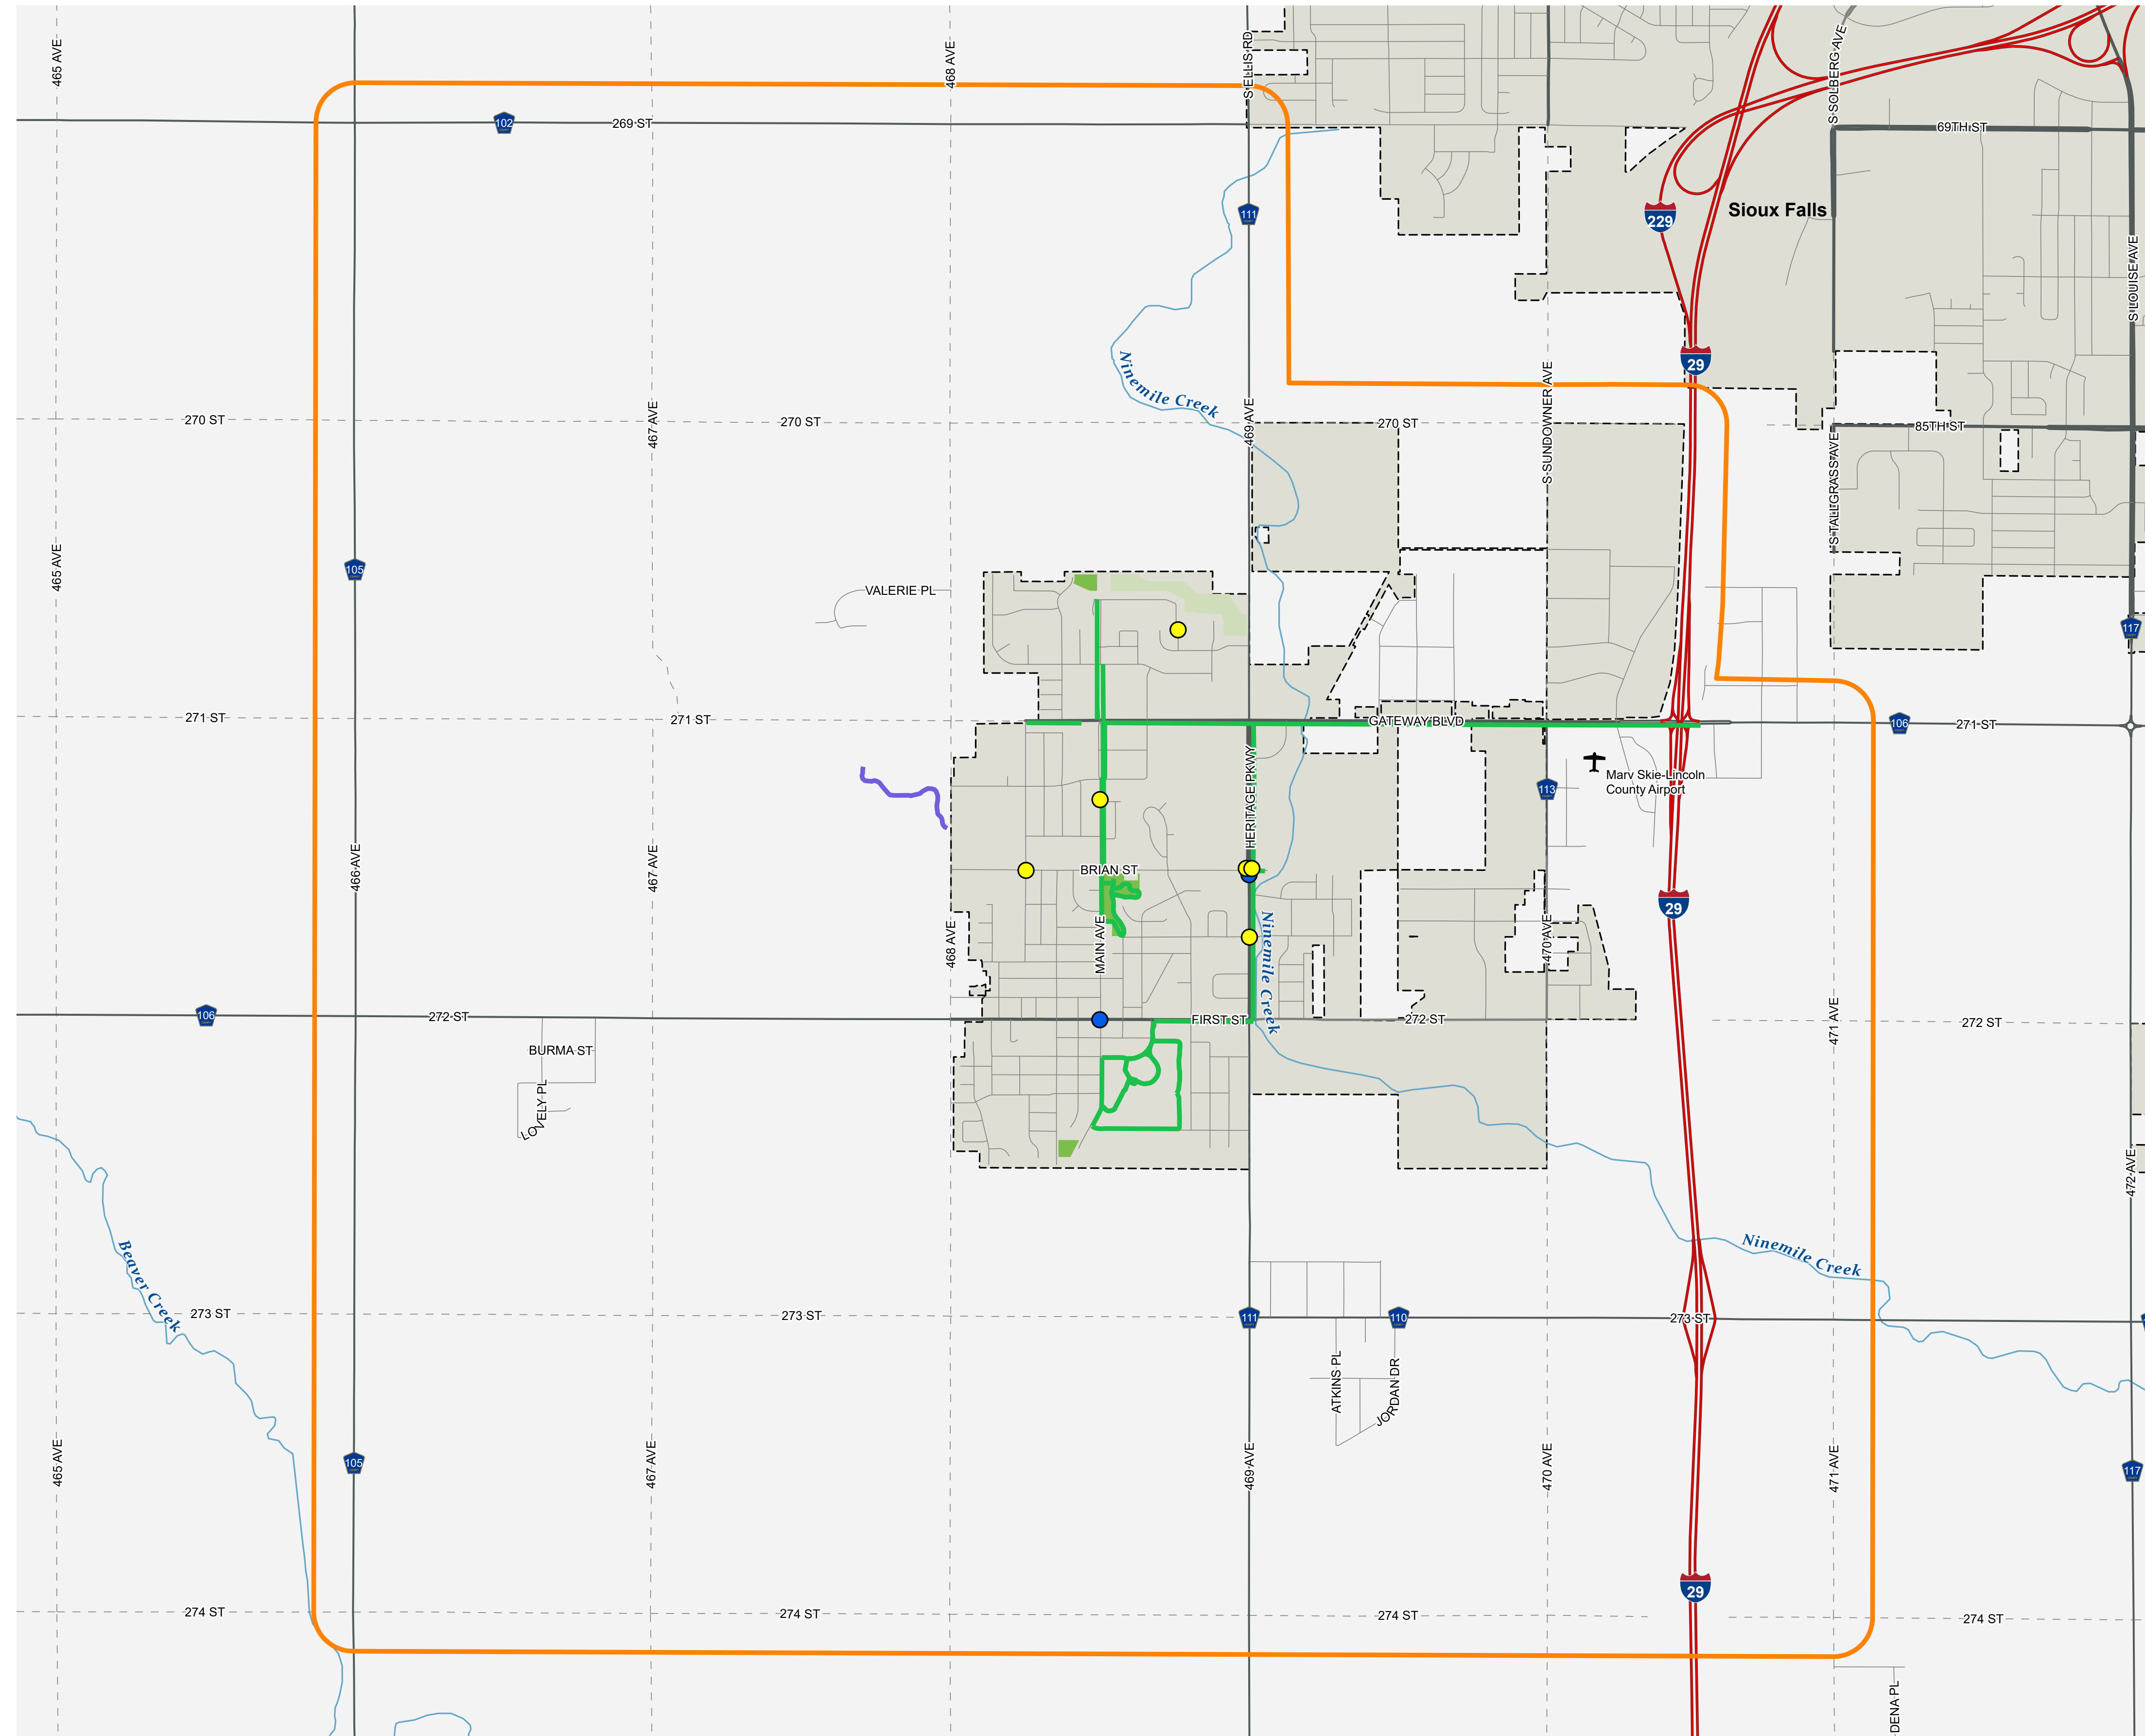 465 AVE
468 AVE
S ELLIS RD
S SOLBERG AVE
102
269 ST
69TH ST
111
229
Sioux Falls
S LOUISE AVE
29
Ninemile Creek
S SUNDOWNER AVE
467 AVE
469 AVE
270 ST
270 ST
270 ST
85TH ST
S TALLGRASS AVE
465 AVE
105
VALERIE PL
117
271 ST
271 ST
GATEWAY BLVD
106
271 ST
HERITAGE PKWY
Marv Skie-Lincoln
County Airport
113
466 AVE
467 AVE
BRIAN ST
29
MAIN AVE
468 AVE
Ninemile Creek
470 AVE
106
272 ST
FIRST ST
272 ST
471 AVE
272 ST
BURMA ST
LOVELY PL
472 AVE
Beaver Creek
Ninemile Creek
273 ST
273 ST
111
110
273 ST
ATKINS PL
JORDAN DR
465 AVE
105
467 AVE
469 AVE
470 AVE
471 AVE
117
29
274 ST
274 ST
274 ST
274 ST
DENA PL